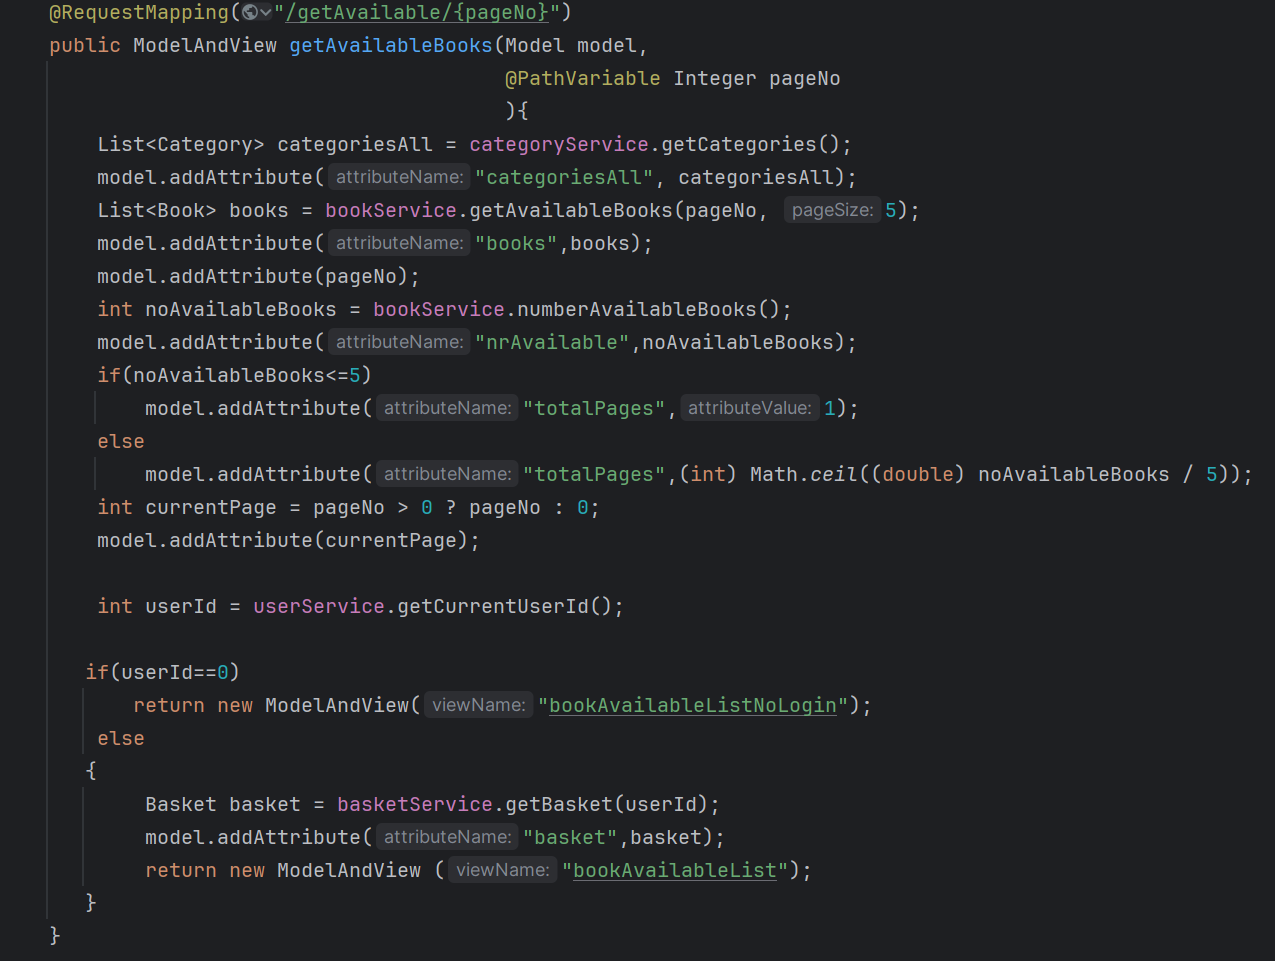 @RequestMapping("/getAvailable/{pageNo}")
public ModelAndView getAvailableBooks(Model model,
@PathVariable Integer pageNo
){
List<Category> categoriesAll = categoryService.getCategories();
model.addAttribute( attributeName: "categoriesAll", categoriesAll);
List<Book> books = bookService.getAvailableBooks(pageNo, pageSize: 5);
model.addAttribute( attributeName: "books",books);
model.addAttribute(pageNo);
int noAvailableBooks = bookService.numberAvailableBooks();
model.addAttribute( attributeName: "nrAvailable",noAvailableBooks);
if(noAvailableBooks<=5)
model.addAttribute( attributeName: "totalPages", attributeValue: 1);
else
model.addAttribute( attributeName: "totalPages",(int) Math.ceil((double) noAvailableBooks / 5));
int currentPage = pageNo > 0 ? pageNo : 0;
model.addAttribute(currentPage);
int userId = userService.getCurrentUserId();
if(userId==0)
return new ModelAndView( viewName: "bookAvailableListNoLogin");
else
{
Basket basket = basketService.getBasket(userId);
model.addAttribute( attributeName: "basket",basket);
return new ModelAndView ( viewName: "bookAvailableList");
}
}